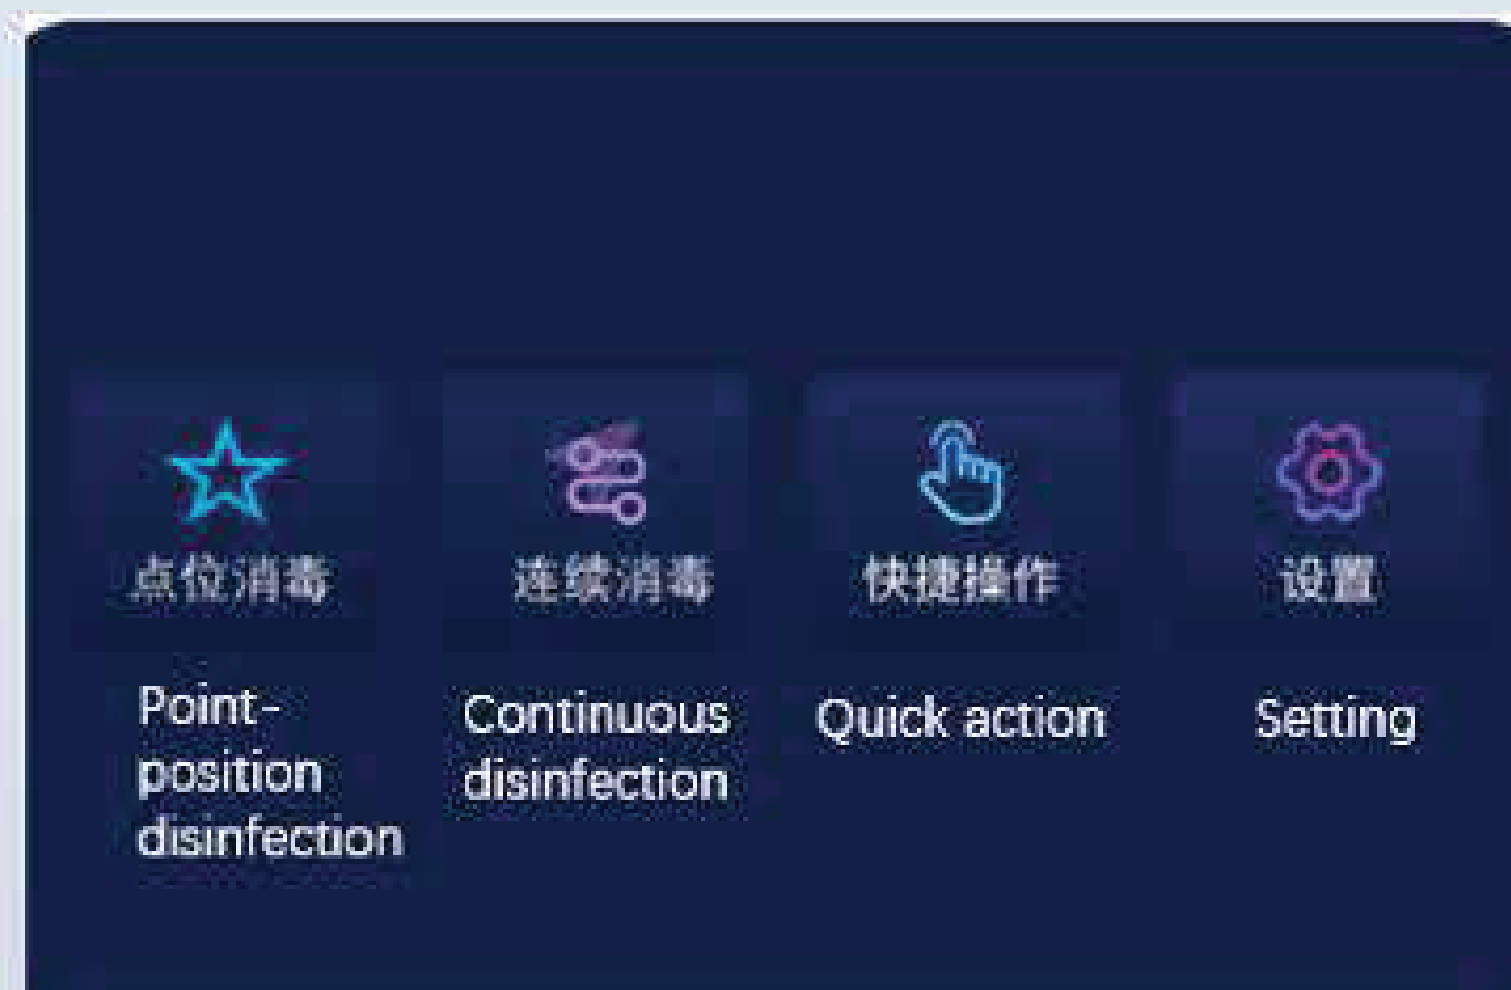 点位消毒
连续消毒
快捷操作
设置
Point-
position
disinfection
Continuous
disinfection
Quick action
Setting